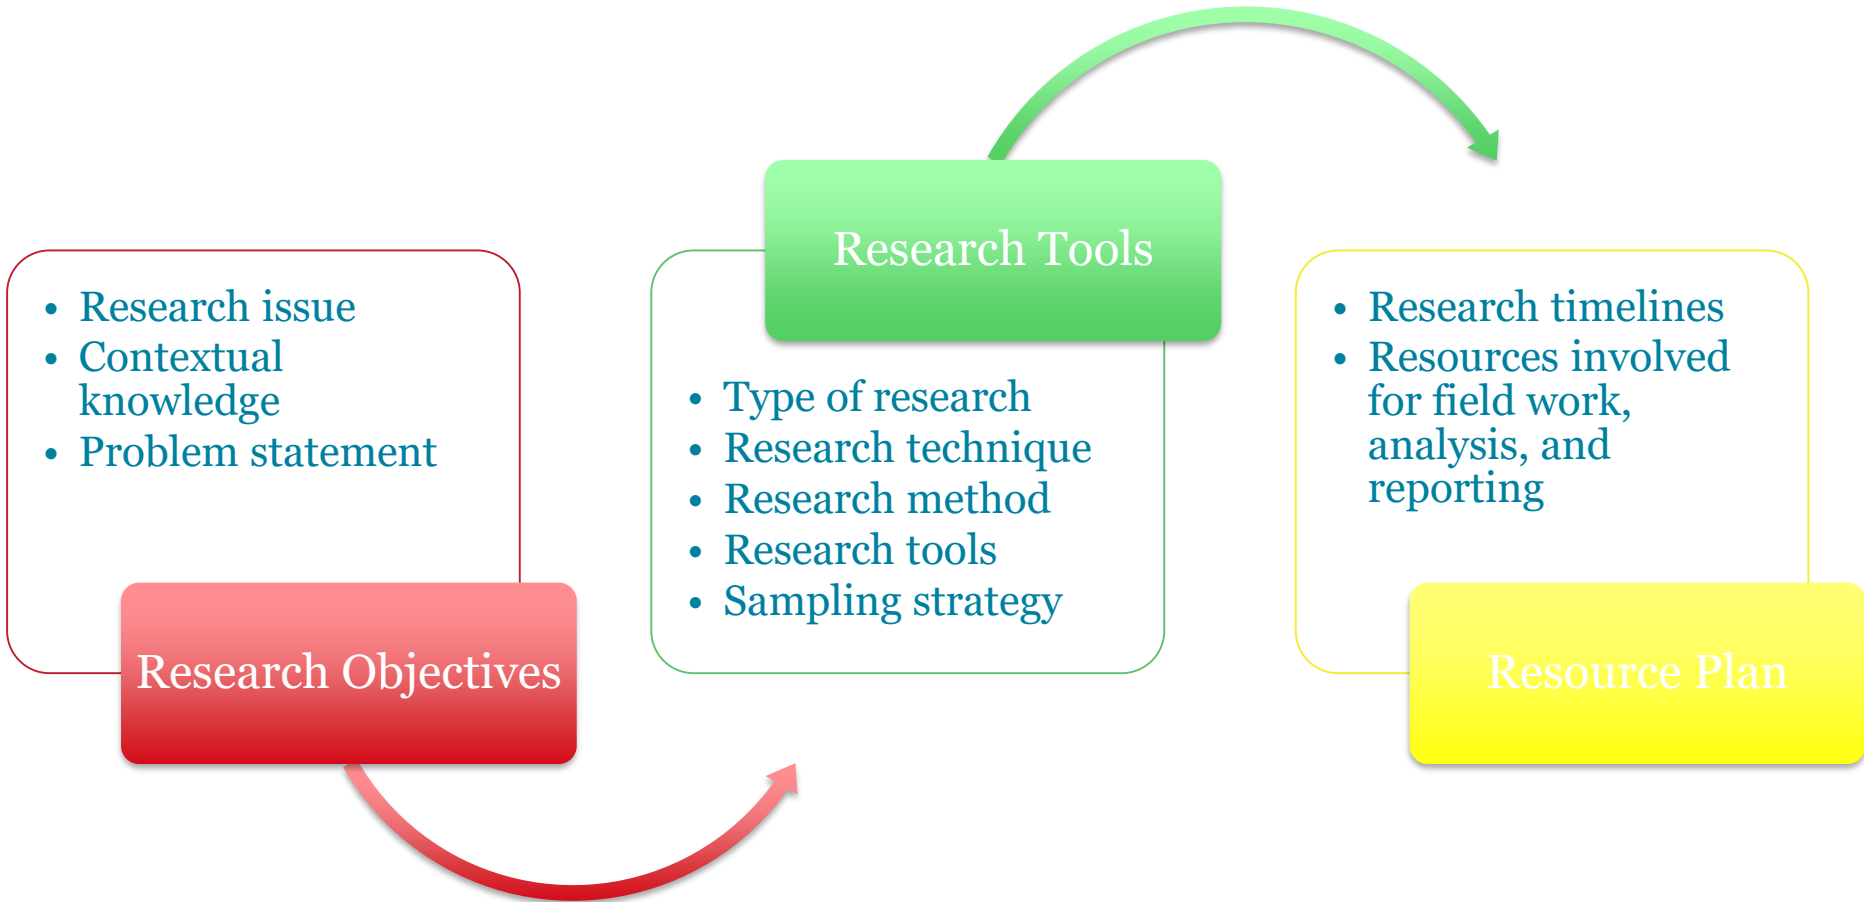 • Research issue
• Contextual
knowledge
• Problem statement
Research Objectives
Research Tools
• Type of research
• Research technique
• Research method
• Research tools
• Sampling strategy
• Research timelines
• Resources involved
for field work,
analysis, and
reporting
Resource Plan